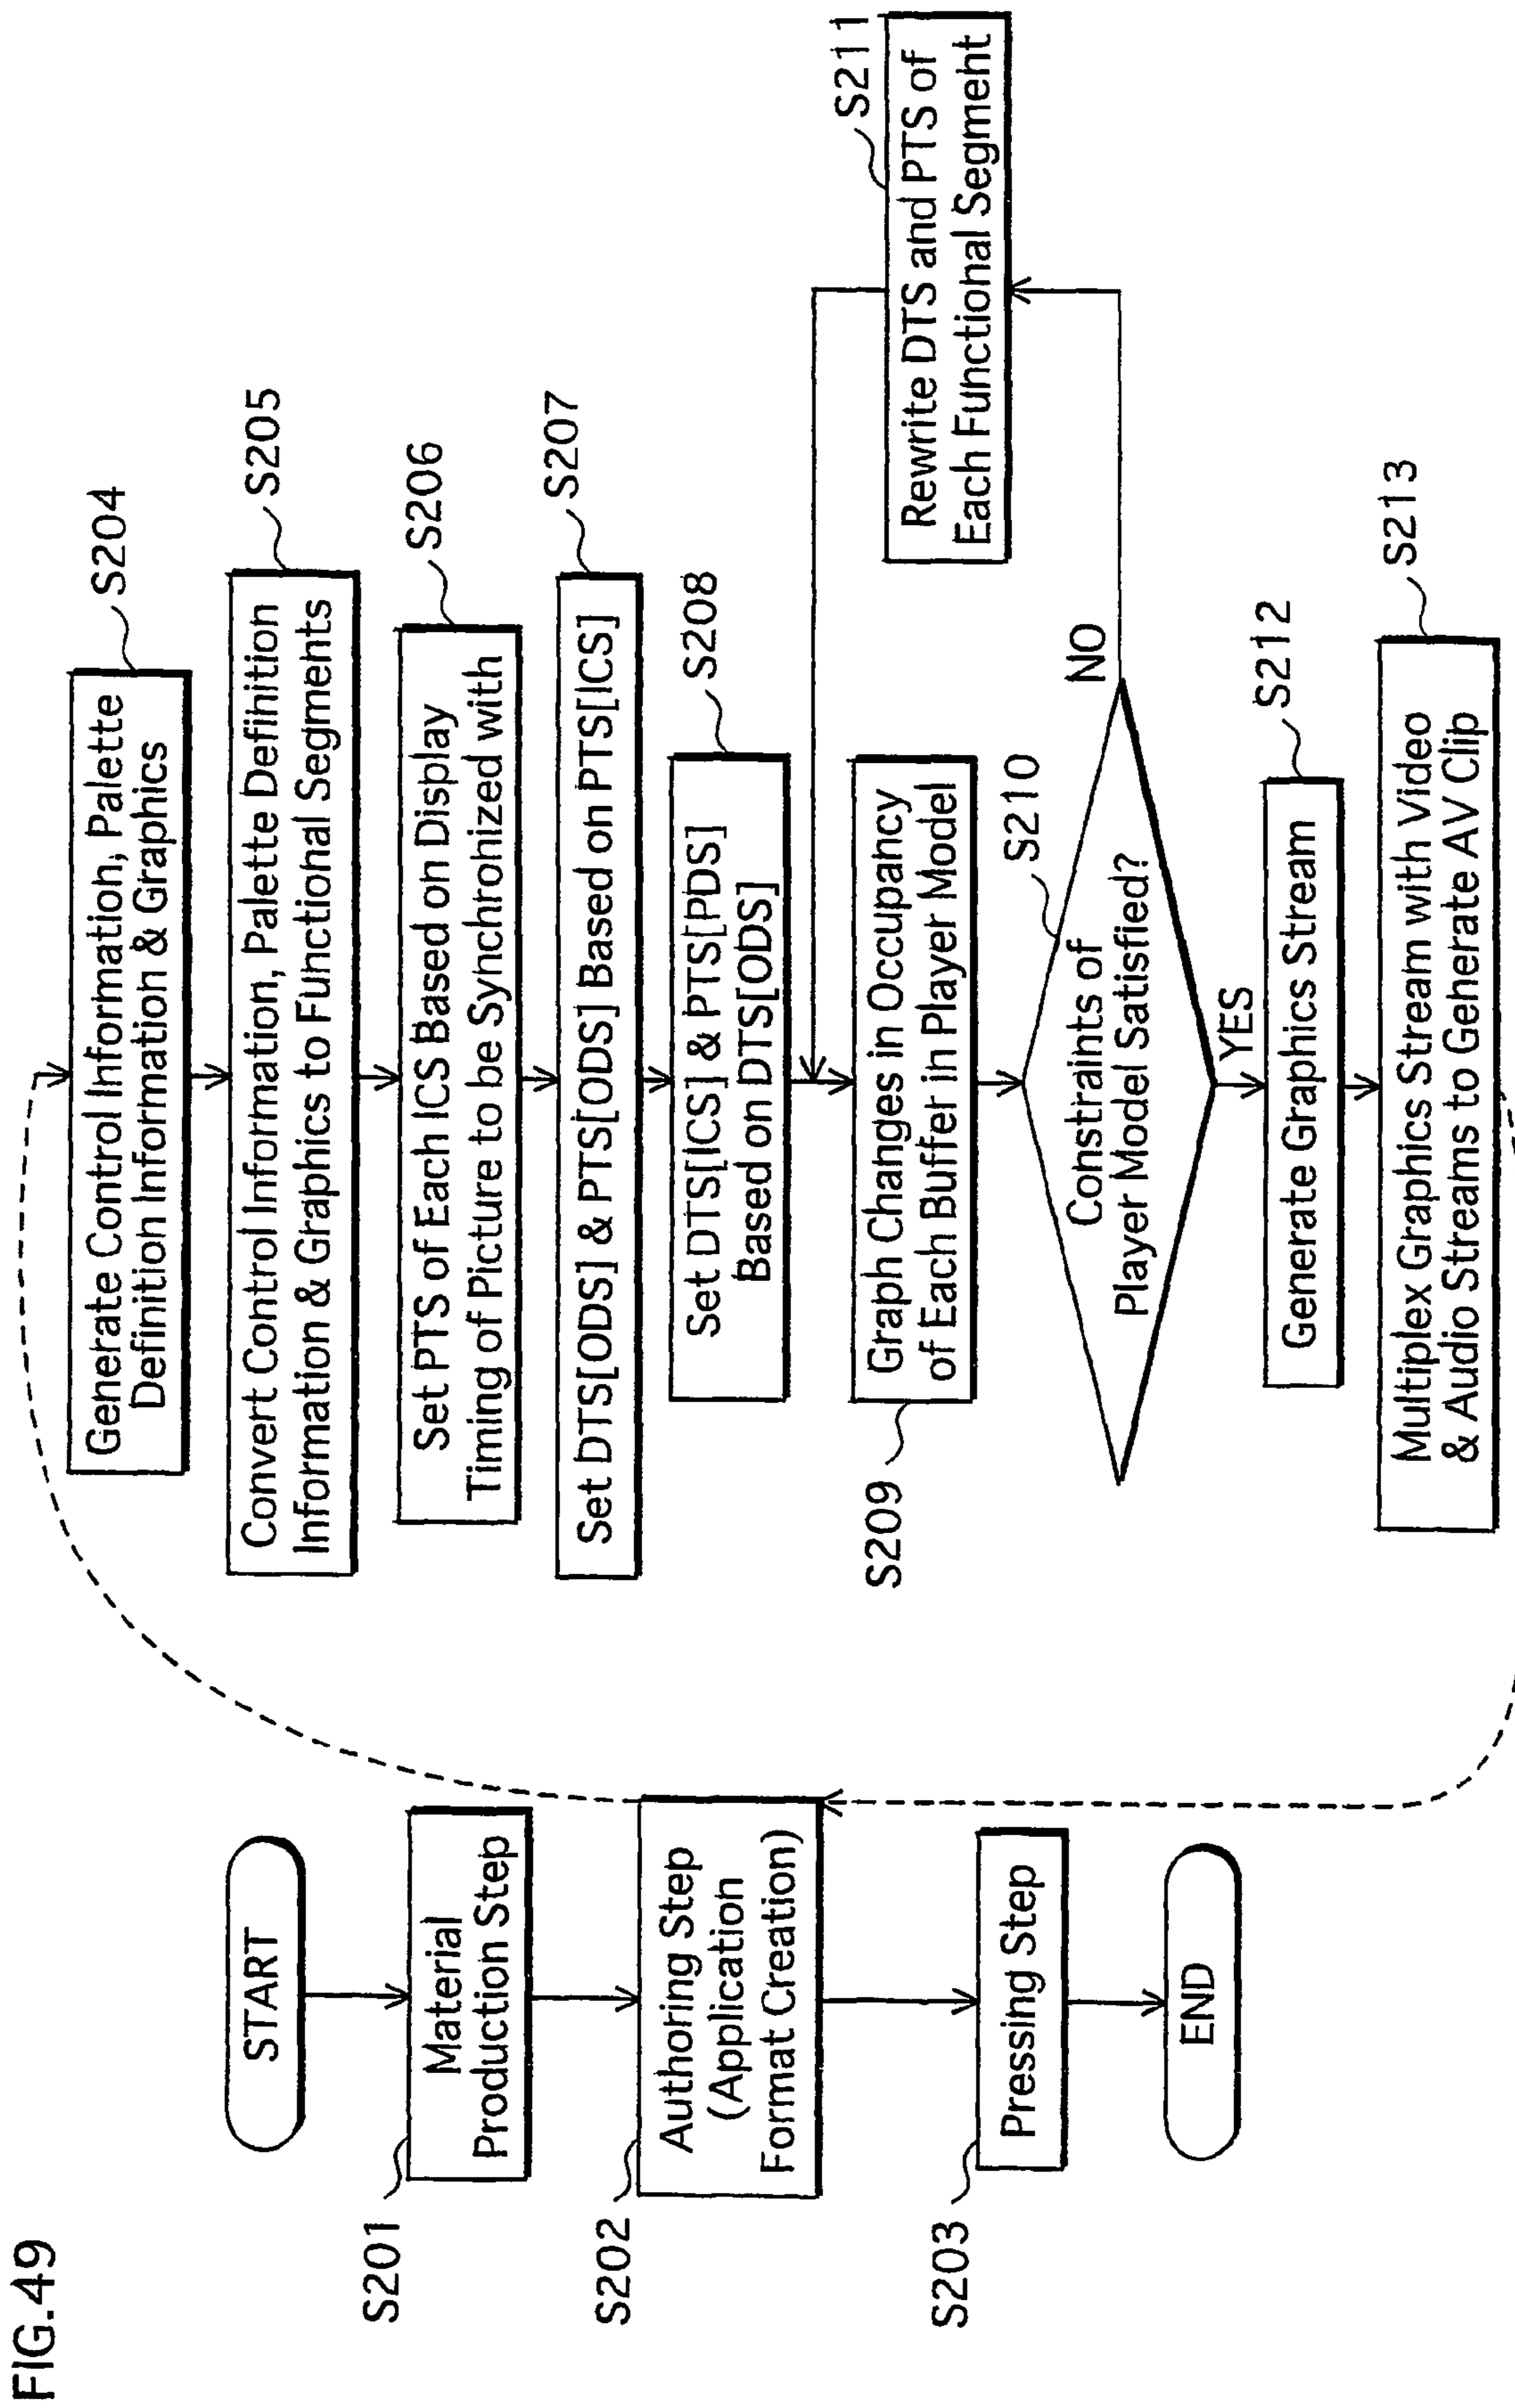 FIG.49
START
S201
Material
Production Step
S202
Authoring Step
(Application
Format Creation)
S203
Pressing Step
END
S204
Generate Control Information, Palette
Definition Information & Graphics
S205
Convert Control Information, Palette Definition
Information & Graphics to Functional Segments
S206
Set PTS of Each ICS Based on Display
Timing of Picture to be Synchrohized with
S207
Set DTS[ODS] & PTS[ODS] Based on PTS[ICS]
S208
Set DTS[ICS] & PTS[PDS]
Based on DTS[ODS]
S209
Graph Changes in Occupancy
of Each Buffer in Player Model
S210
Constraints of
Player Model Satisfied?
NO
YES
S211
Rewrite DTS and PTS of
Each Functional Segment
S212
Generate Graphics Stream
S213
Multiplex Graphics Stream with Video
& Audio Streams to Generate AV Clip